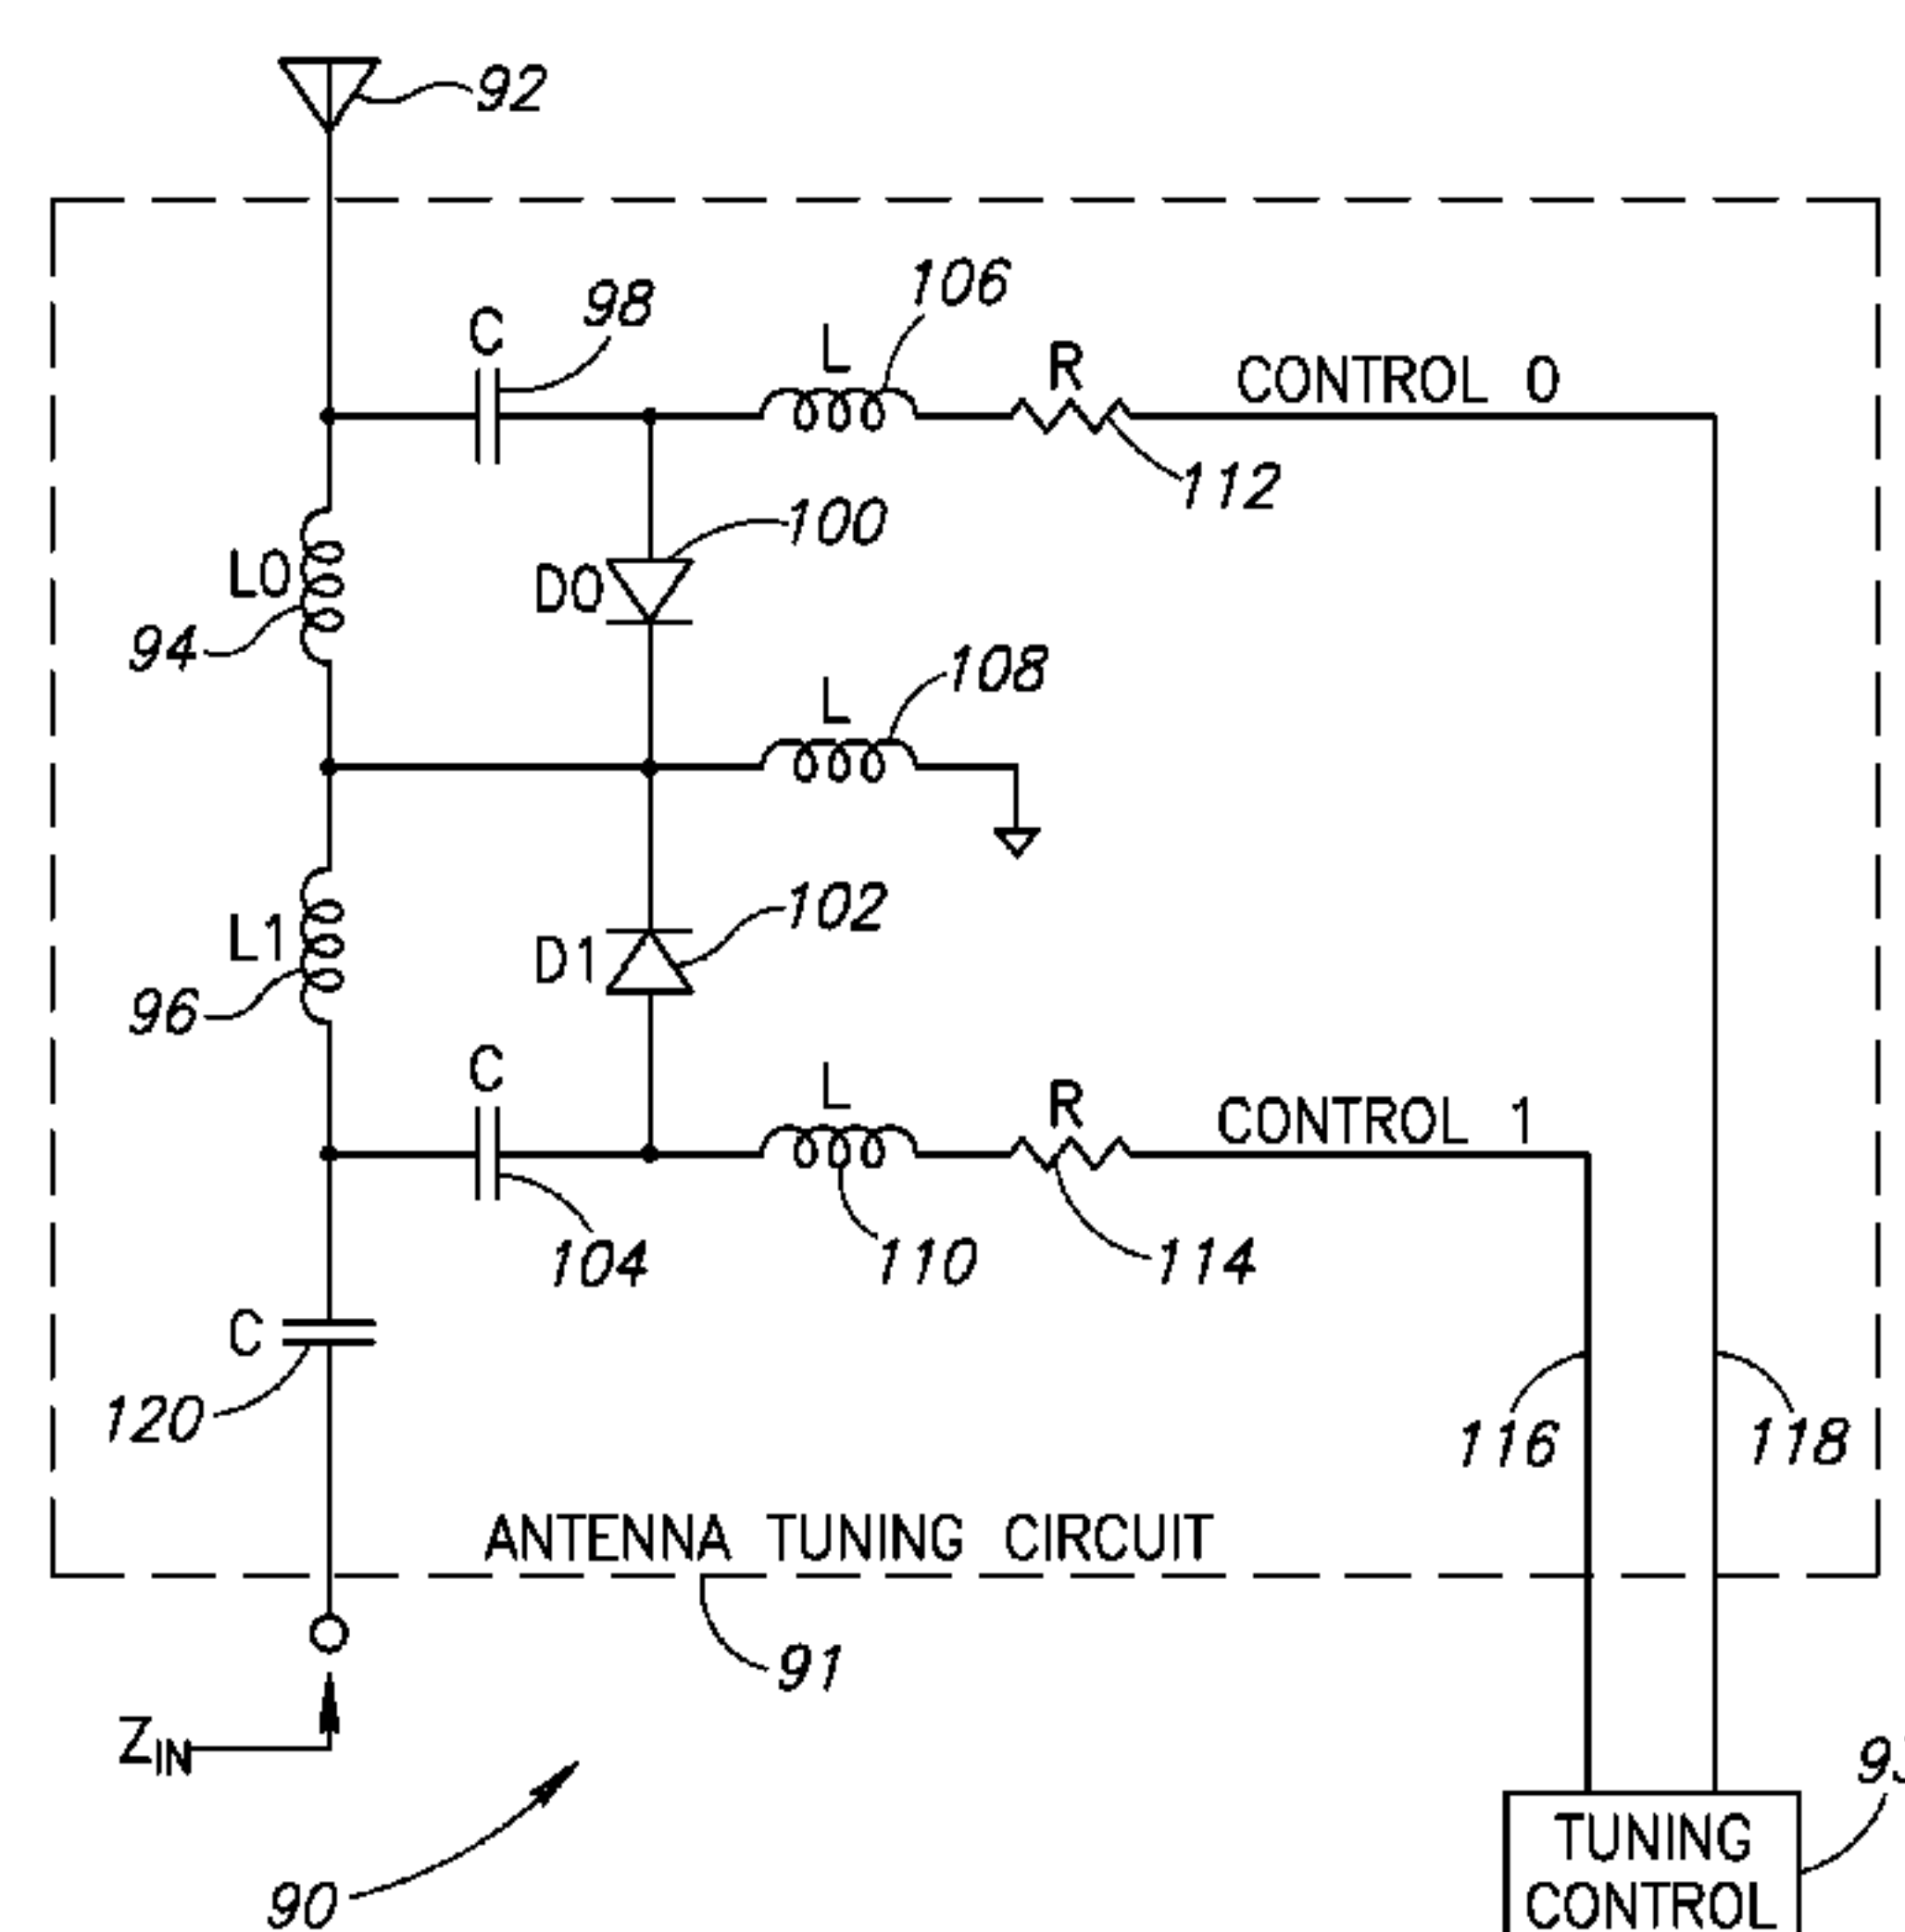 92
98
106
C
L
R
CONTROL 0
112
100
L0
D0
94
108
L
102
L1
D1
96
C
L
R
CONTROL 1
104
110
114
C
120
116
118
ANTENNA TUNING CIRCUIT
91
ZIN
TUNING
CONTROL
90